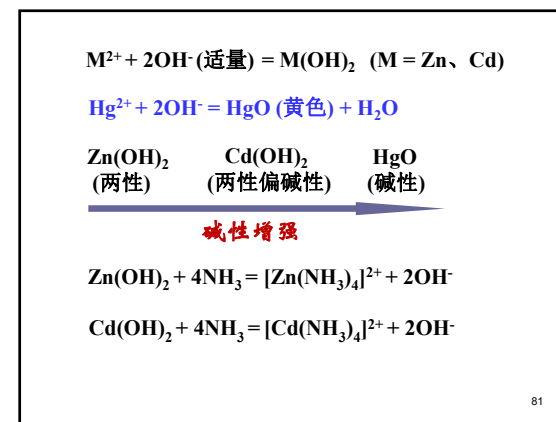 M²⁺ + 2OH⁻ (适量) = M(OH)₂ (M = Zn、Cd)
Hg²⁺ + 2OH⁻ = HgO (黄色) + H₂O
Zn(OH)₂ Cd(OH)₂ HgO
(两性) (两性偏碱性) (碱性)
碱性增强
Zn(OH)₂ + 4NH₃ = [Zn(NH₃)₄]²⁺ + 2OH⁻
Cd(OH)₂ + 4NH₃ = [Cd(NH₃)₄]²⁺ + 2OH⁻
81